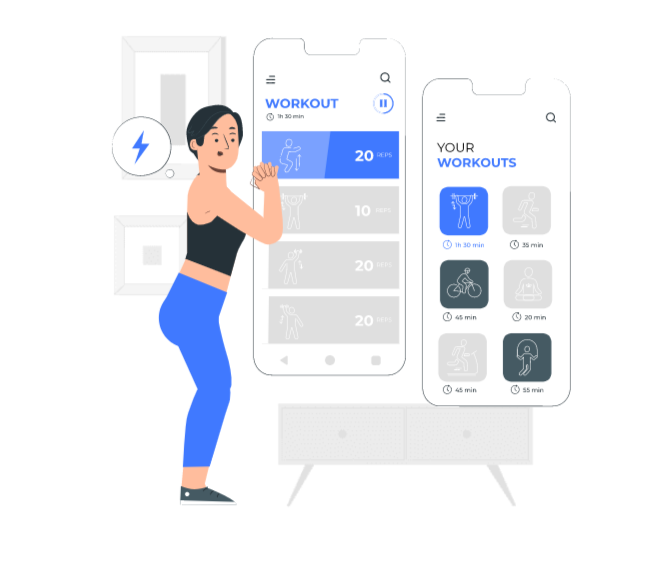 WORKOUT
1h 30 min
20 REPS
10 REPS
20 REPS
20 REPS
YOUR
WORKOUTS
1h 30 min
35 min
45 min
20 min
45 min
55 min